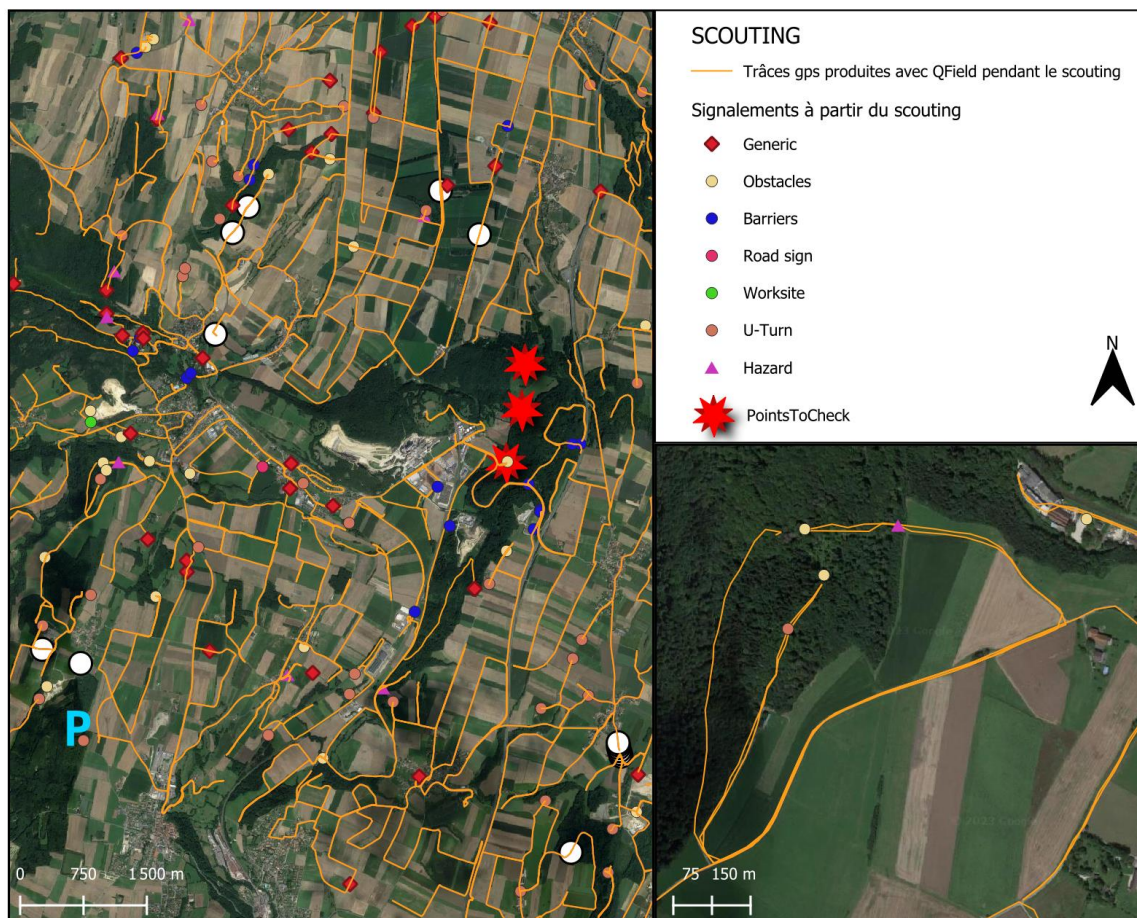 SCOUTING
Trâces gps produites avec QField pendant le scouting
Signalements à partir du scouting
Generic
Obstacles
Barriers
Road sign
Worksite
U-Turn
Hazard
PointsToCheck
N
P
0 750 1 500 m
75 150 m